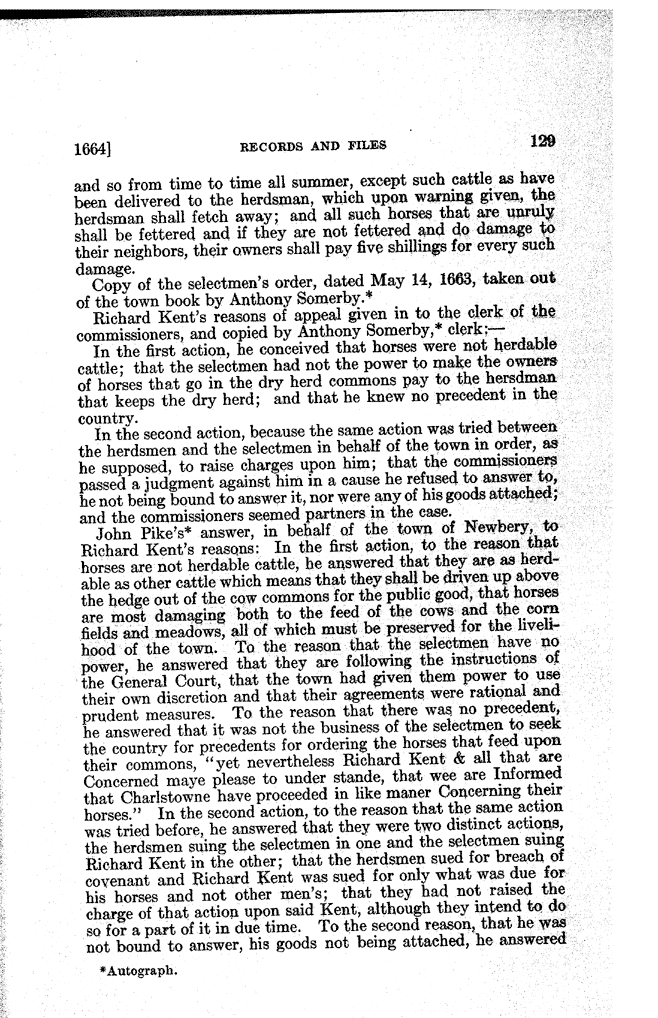 1664] RECORDS AND FILES 129
and so from time to time all summer, except such cattle as have
been delivered to the herdsman, which upon warning given, the
herdsman shall fetch away; and all such horses that are unruly
shall be fettered and if they are not fettered and do damage to
their neighbors, their owners shall pay five shillings for every such
damage.
Copy of the selectmen's order, dated May 14, 1663, taken out
of the town book by Anthony Somerby.*
Richard Kent's reasons of appeal given in to the clerk of the
commissioners, and copied by Anthony Somerby,* clerk:—
In the first action, he conceived that horses were not herdable
cattle; that the selectmen had not the power to make the owners
of horses that go in the dry herd commons pay to the hersdman
that keeps the dry herd; and that he knew no precedent in the
country.
In the second action, because the same action was tried between
the herdsmen and the selectmen in behalf of the town in order, as
he supposed, to raise charges upon him; that the commissioners
passed a judgment against him in a cause he refused to answer to,
he not being bound to answer it, nor were any of his goods attached;
and the commissioners seemed partners in the case.
John Pike's* answer, in behalf of the town of Newbery, to
Richard Kent's reasons: In the first action, to the reason that
horses are not herdable cattle, he answered that they are as herd-
able as other cattle which means that they shall be driven up above
the hedge out of the cow commons for the public good, that horses
are most damaging both to the feed of the cows and the corn
fields and meadows, all of which must be preserved for the liveli-
hood of the town. To the reason that the selectmen have no
power, he answered that they are following the instructions of
the General Court, that the town had given them power to use
their own discretion and that their agreements were rational and
prudent measures. To the reason that there was no precedent,
he answered that it was not the business of the selectmen to seek
the country for precedents for ordering the horses that feed upon
their commons, "yet nevertheless Richard Kent & all that are
Concerned maye please to under stande, that wee are Informed
that Charlstowne have proceeded in like maner Concerning their
horses." In the second action, to the reason that the same action
was tried before, he answered that they were two distinct actions,
the herdsmen suing the selectmen in one and the selectmen suing
Richard Kent in the other; that the herdsmen sued for breach of
covenant and Richard Kent was sued for only what was due for
his horses and not other men's; that they had not raised the
charge of that action upon said Kent, although they intend to do
so for a part of it in due time. To the second reason, that he was
not bound to answer, his goods not being attached, he answered
*Autograph.